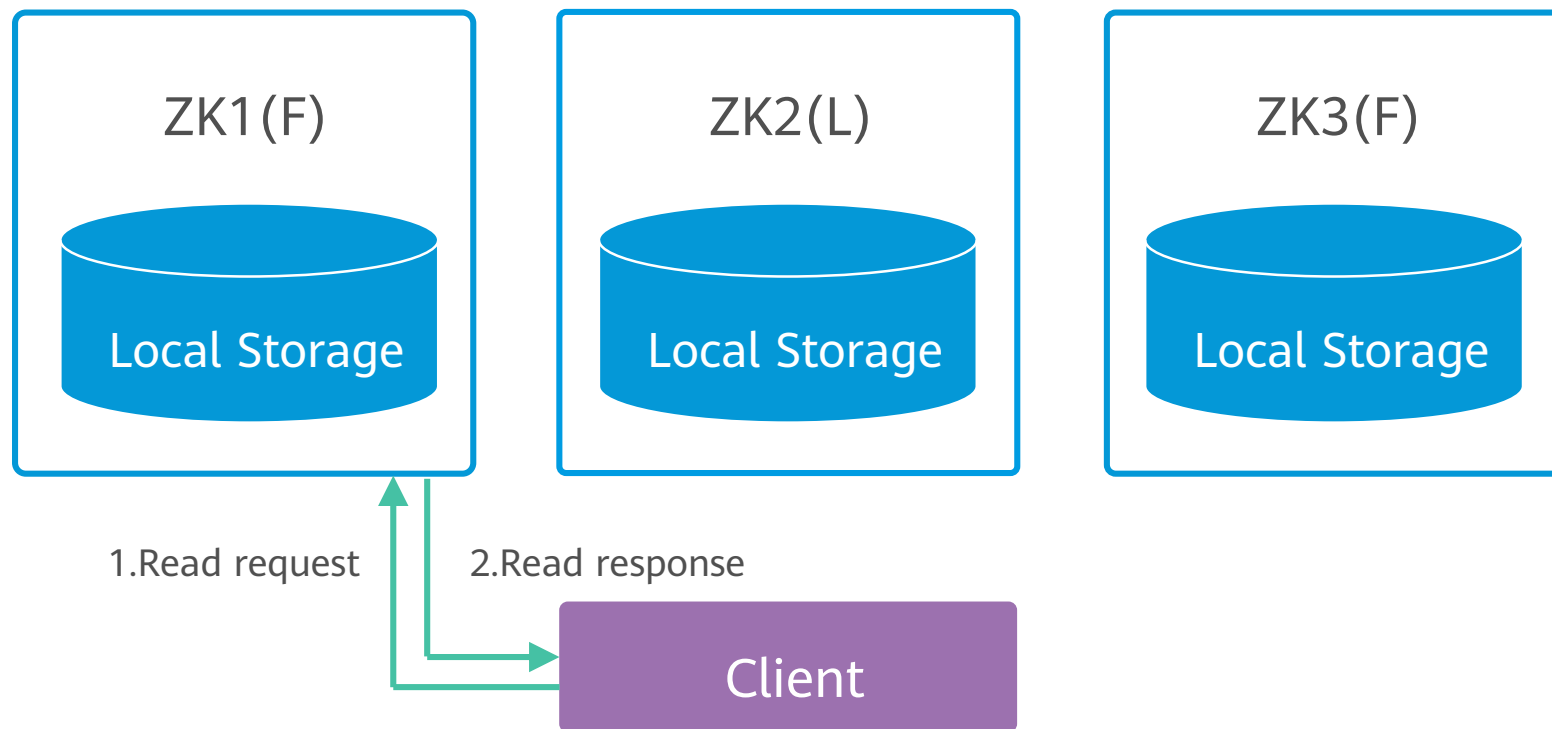 ZK1(F)
ZK2(L)
ZK3(F)
Local Storage
Local Storage
Local Storage
1.Read request
2.Read response
Client